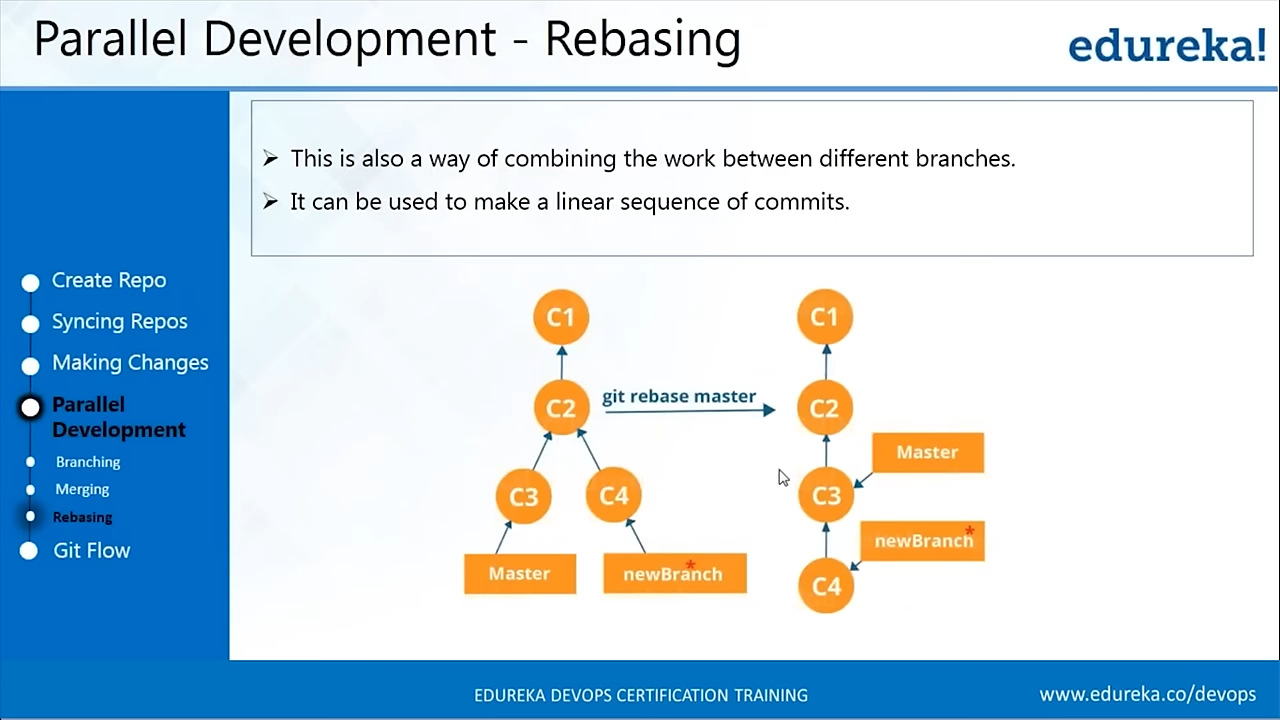 Parallel Development - Rebasing
edureka!
➢ This is also a way of combining the work between different branches.
➢ It can be used to make a linear sequence of commits.
Create Repo
Syncing Repos
Making Changes
Parallel
Development
Branching
Merging
Rebasing
Git Flow
C1
C2
C3
C4
Master
newBranch*
git rebase master
C1
C2
C3
C4
Master
newBranch*
EDUREKA DEVOPS CERTIFICATION TRAINING
www.edureka.co/devops